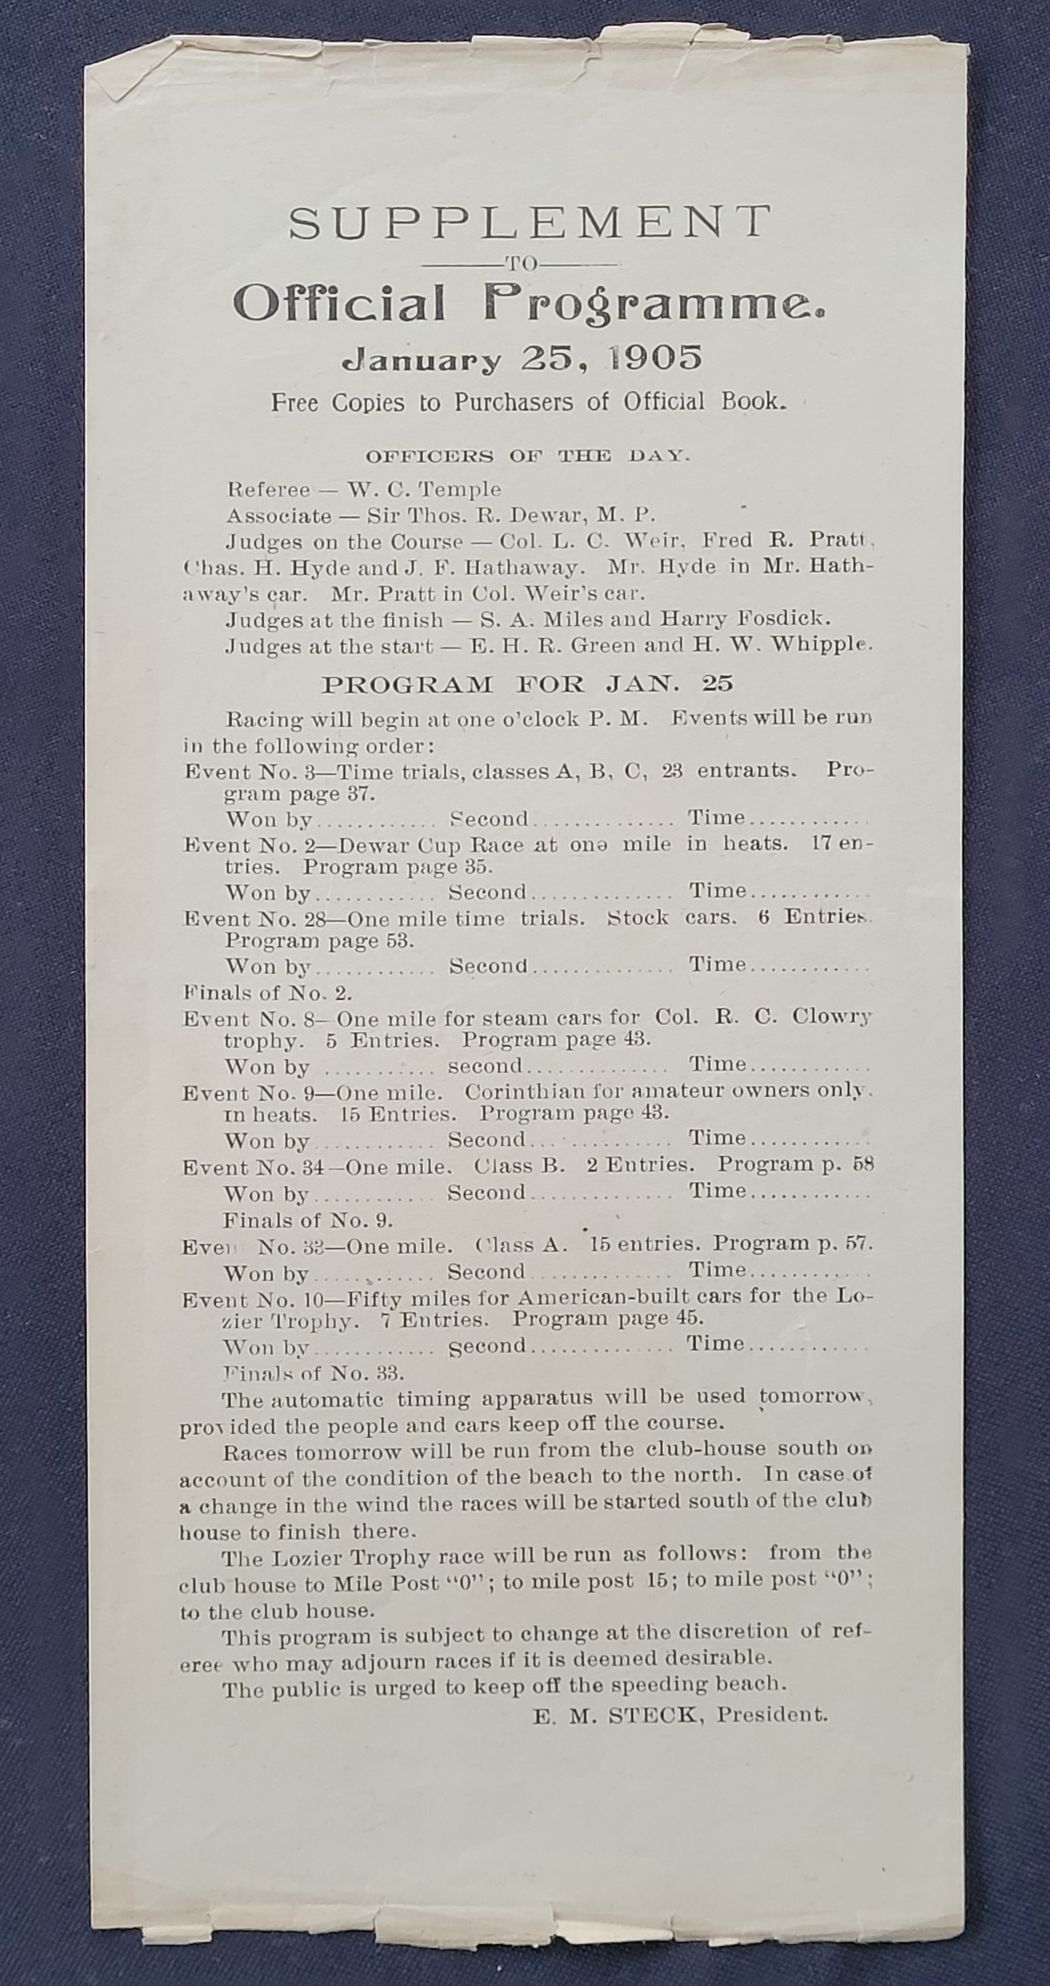 SUPPLEMENT
TO
Official Programme.
January 25, 1905
Free Copies to Purchasers of Official Book.
OFFICERS OF THE DAY.
Referee — W. C. Temple
Associate — Sir Thos. R. Dewar, M. P.
Judges on the Course — Col. L. C. Weir, Fred R. Pratt,
Chas. H. Hyde and J. F. Hathaway. Mr. Hyde in Mr. Hath-
away's car. Mr. Pratt in Col. Weir's car.
Judges at the finish — S. A. Miles and Harry Fosdick.
Judges at the start — E. H. R. Green and H. W. Whipple.
PROGRAM FOR JAN. 25
Racing will begin at one o'clock P. M. Events will be run
in the following order:
Event No. 3—Time trials, classes A, B, C, 23 entrants. Pro-
gram page 37.
Won by............ Second.............. Time............
Event No. 2—Dewar Cup Race at one mile in heats. 17 en-
tries. Program page 35.
Won by............ Second.............. Time............
Event No. 28—One mile time trials. Stock cars. 6 Entries.
Program page 53.
Won by............ Second.............. Time............
Finals of No. 2.
Event No. 8—One mile for steam cars for Col. R. C. Clowry
trophy. 5 Entries. Program page 43.
Won by ........... second.............. Time............
Event No. 9—One mile. Corinthian for amateur owners only.
in heats. 15 Entries. Program page 43.
Won by............ Second.............. Time............
Event No. 34—One mile. Class B. 2 Entries. Program p. 58
Won by............ Second.............. Time............
Finals of No. 9.
Event No. 33—One mile. Class A. 15 entries. Program p. 57.
Won by............ Second.............. Time............
Event No. 10—Fifty miles for American-built cars for the Lo-
zier Trophy. 7 Entries. Program page 45.
Won by............ Second.............. Time............
Finals of No. 33.
The automatic timing apparatus will be used tomorrow,
provided the people and cars keep off the course.
Races tomorrow will be run from the club-house south on
account of the condition of the beach to the north. In case of
a change in the wind the races will be started south of the club
house to finish there.
The Lozier Trophy race will be run as follows: from the
club house to Mile Post "0"; to mile post 15; to mile post "0";
to the club house.
This program is subject to change at the discretion of ref-
eree who may adjourn races if it is deemed desirable.
The public is urged to keep off the speeding beach.
E. M. STECK, President.